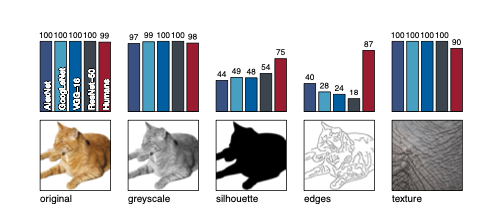 100 100 100 100 99
97 99 100 100 98
44 49 48 54 75
40 28 24 18 87
100 100 100 100 90
AlexNet
GoogLeNet
VGG-16
ResNet-50
Humans
original greyscale silhouette edges texture